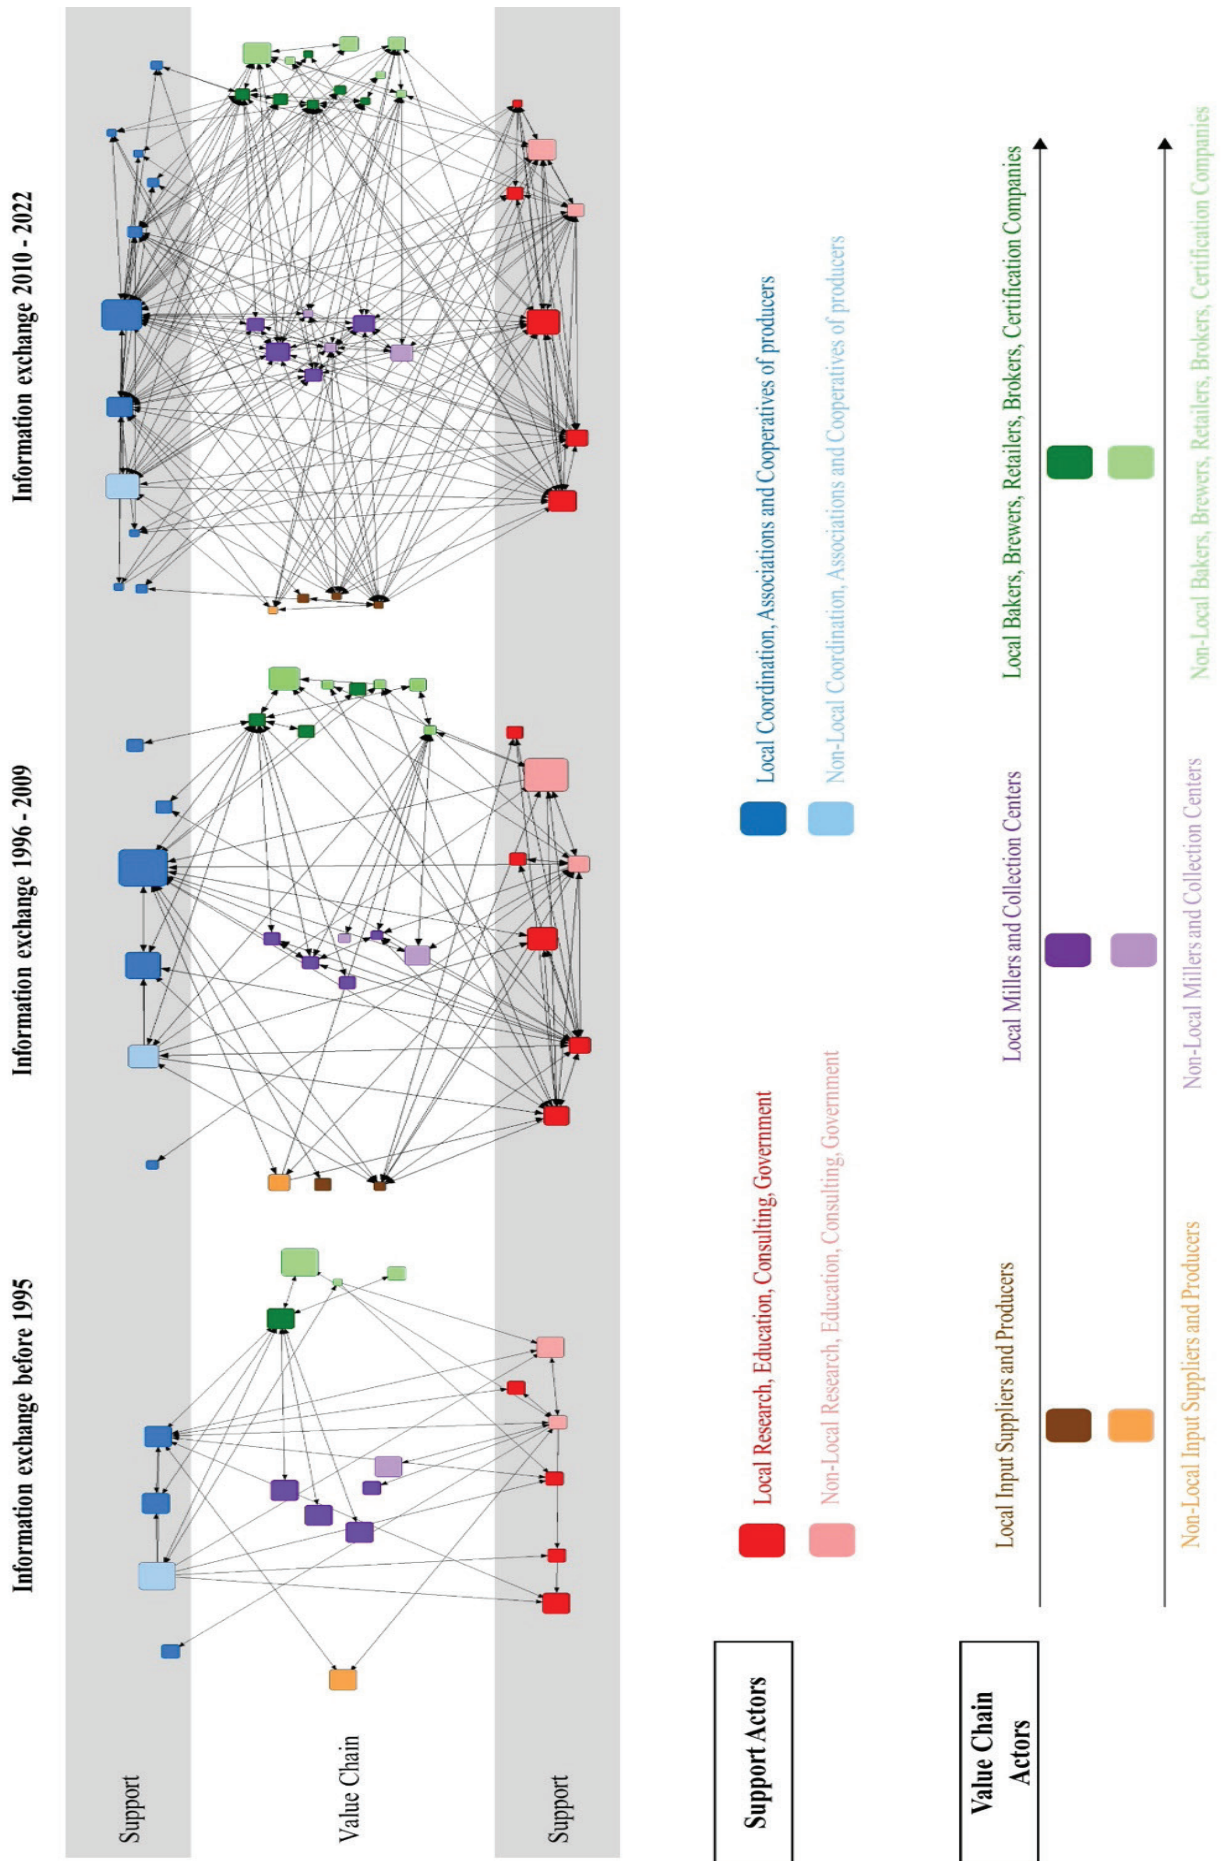 Information exchange before 1995
Information exchange 1996 - 2009
Information exchange 2010 - 2022
Support
Value Chain
Support
Support Actors
Local Research, Education, Consulting, Government
Non-Local Research, Education, Consulting, Government
Local Coordination, Associations and Cooperatives of producers
Non-Local Coordination, Associations and Cooperatives of producers
Value Chain
Actors
Local Input Suppliers and Producers
Local Millers and Collection Centers
Local Bakers, Brewers, Retailers, Brokers, Certification Companies
Non-Local Input Suppliers and Producers
Non-Local Millers and Collection Centers
Non-Local Bakers, Brewers, Retailers, Brokers, Certification Companies